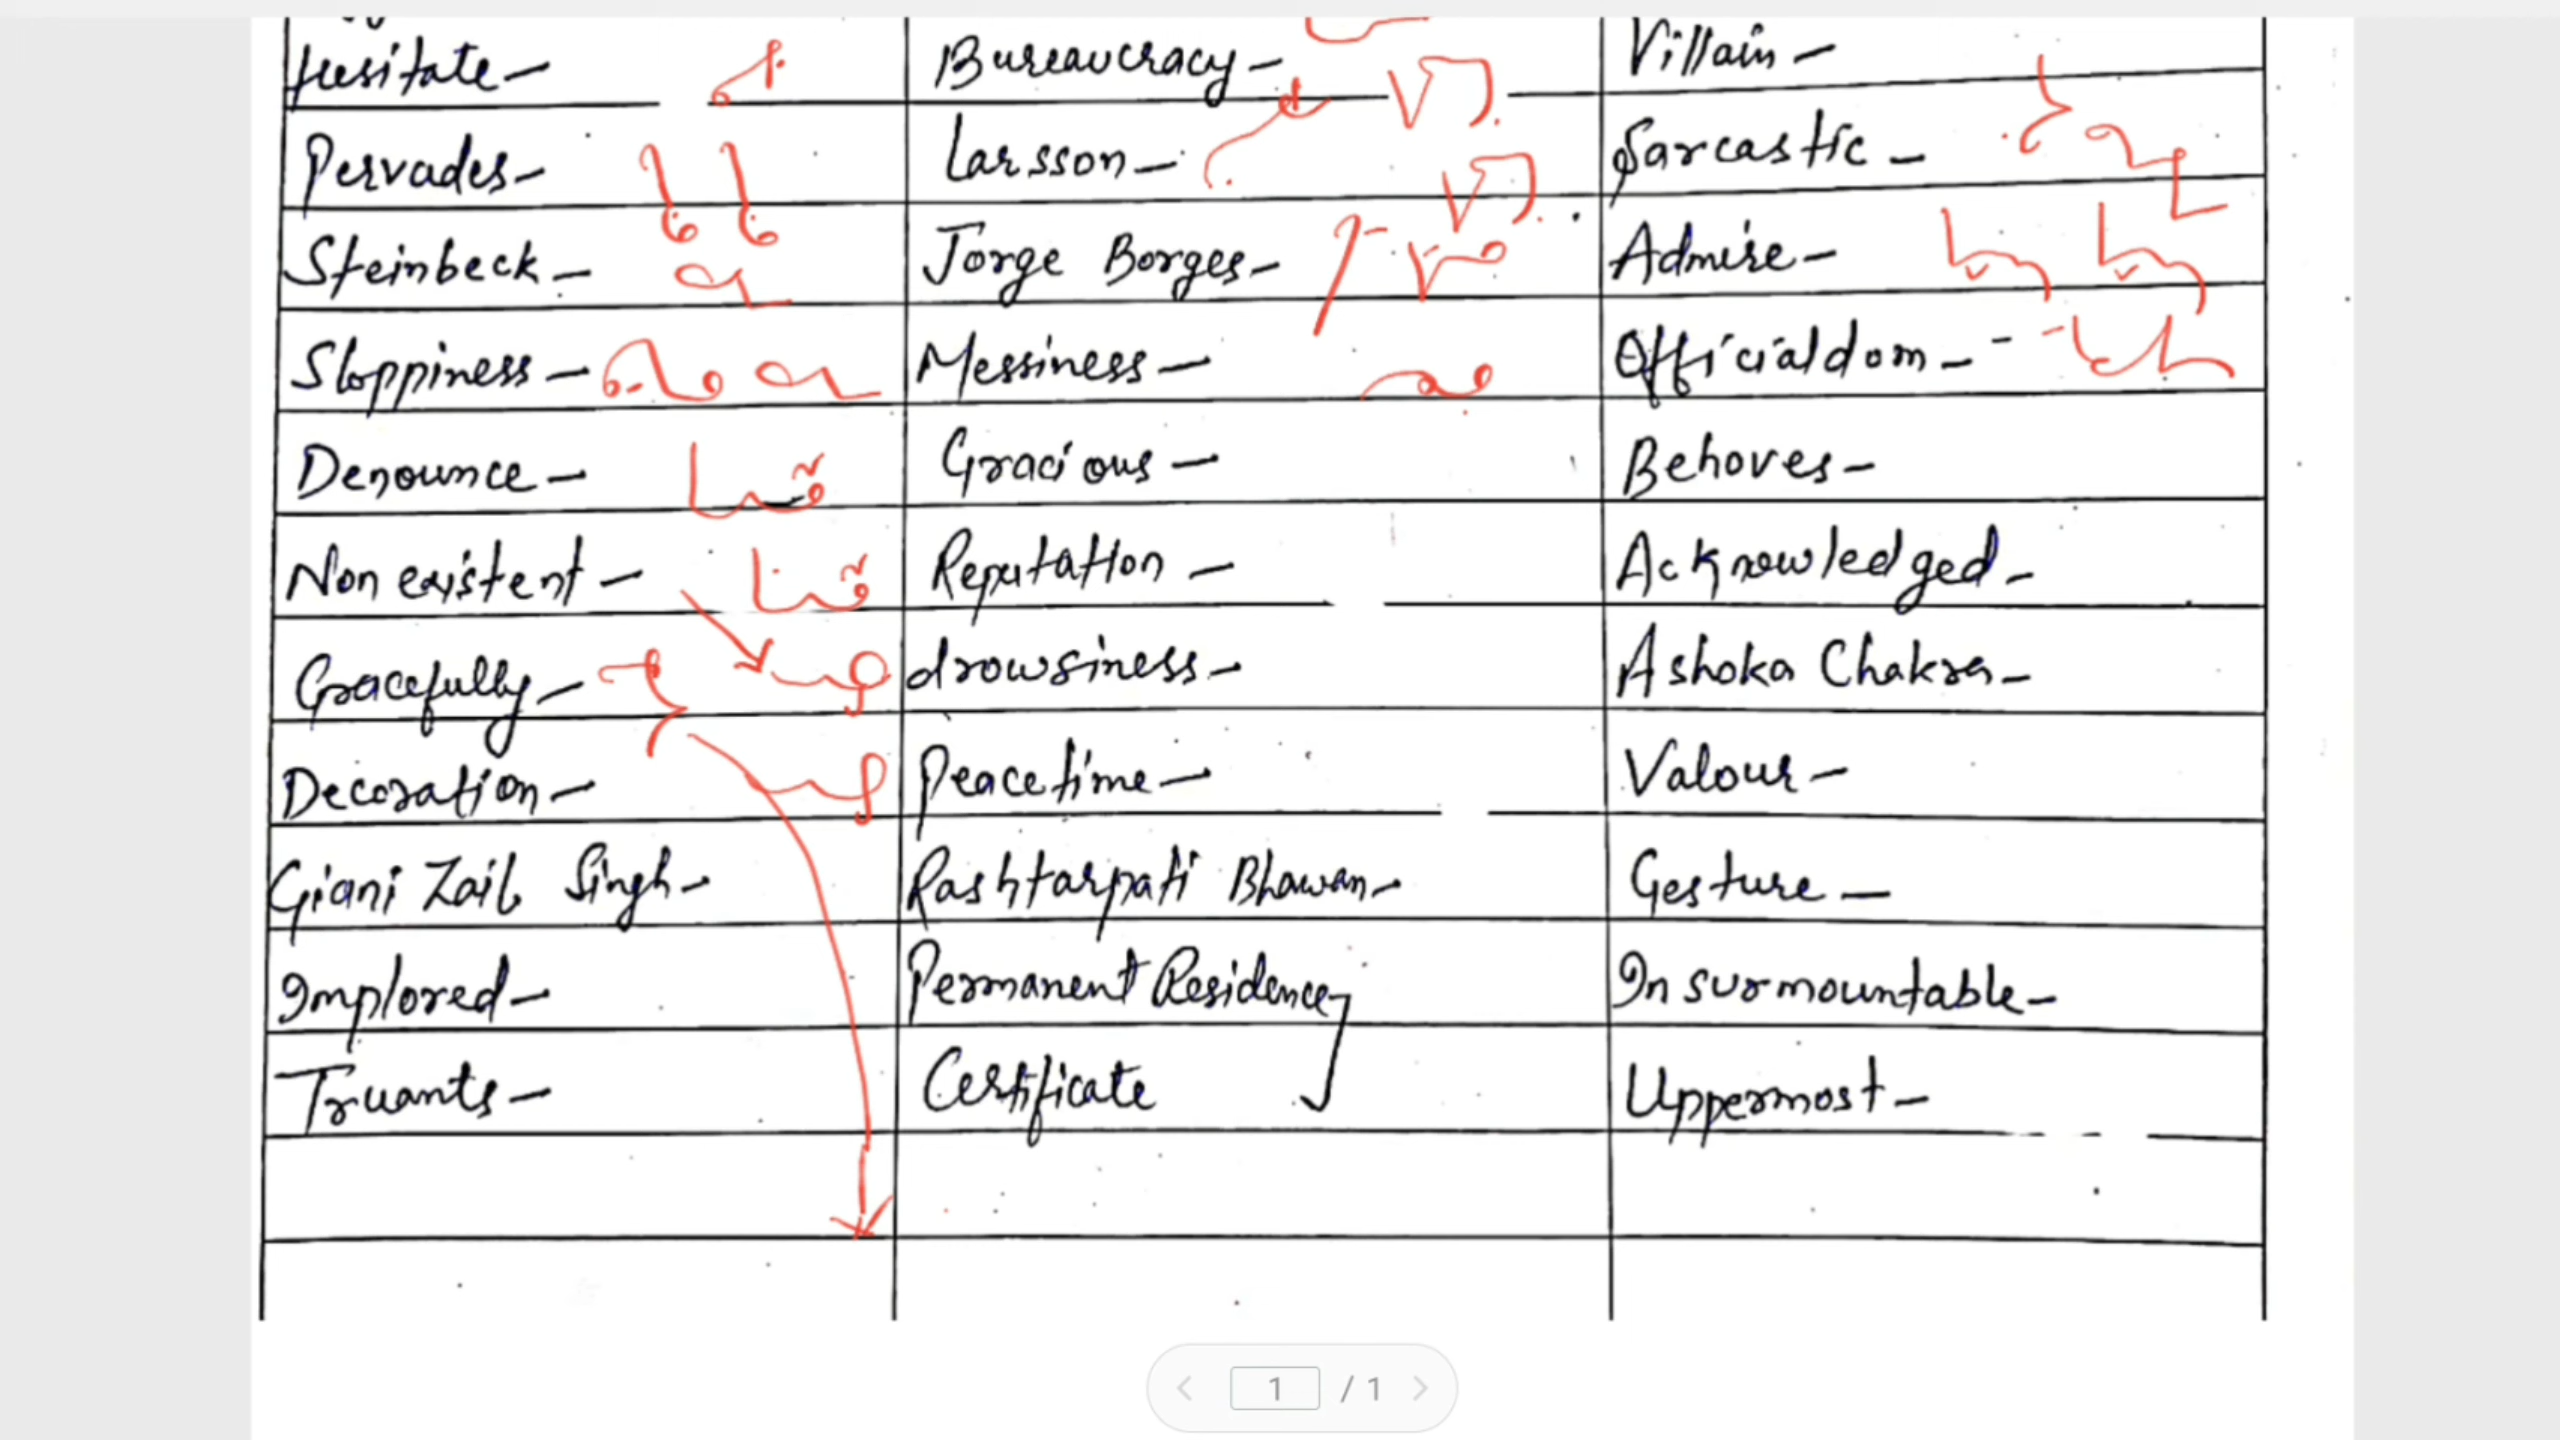 Hesitate -
Bureaucracy -
Villain -
Pervades -
Larsson -
Sarcastic -
Steinbeck -
Jorge Borges -
Admire -
Sloppiness -
Messiness -
Officialdom -
Denounce -
Gracious -
Behoves -
Non existent -
Reputation -
Acknowledged -
Gracefully -
drowsiness -
Ashoka Chakra -
Decoration -
Peace time -
Valour -
Giani Zail Singh -
Rashtarpati Bhawan -
Gesture -
Implored -
Permanent Residence
Insurmountable -
Truants -
Certificate
Uppermost -
1 / 1